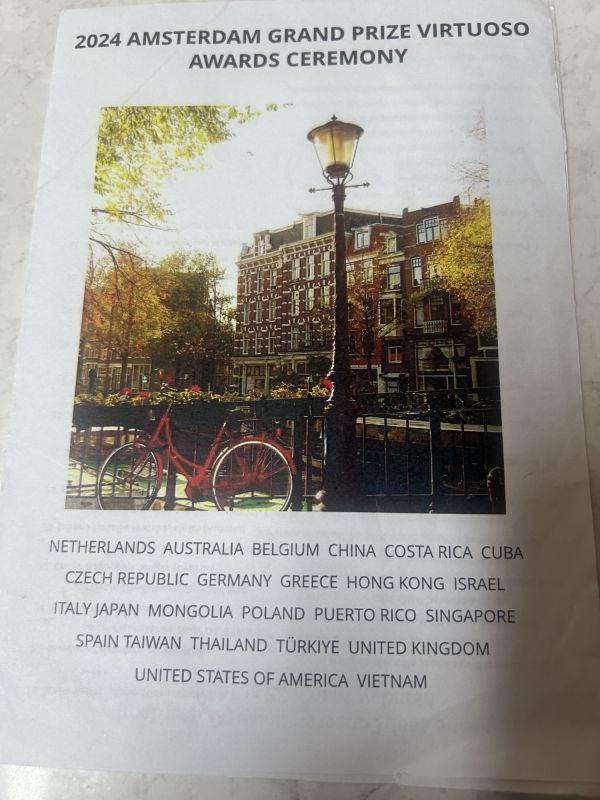 2024 AMSTERDAM GRAND PRIZE VIRTUOSO
AWARDS CEREMONY
NETHERLANDS AUSTRALIA BELGIUM CHINA COSTA RICA CUBA
CZECH REPUBLIC GERMANY GREECE HONG KONG ISRAEL
ITALY JAPAN MONGOLIA POLAND PUERTO RICO SINGAPORE
SPAIN TAIWAN THAILAND TÜRKIYE UNITED KINGDOM
UNITED STATES OF AMERICA VIETNAM